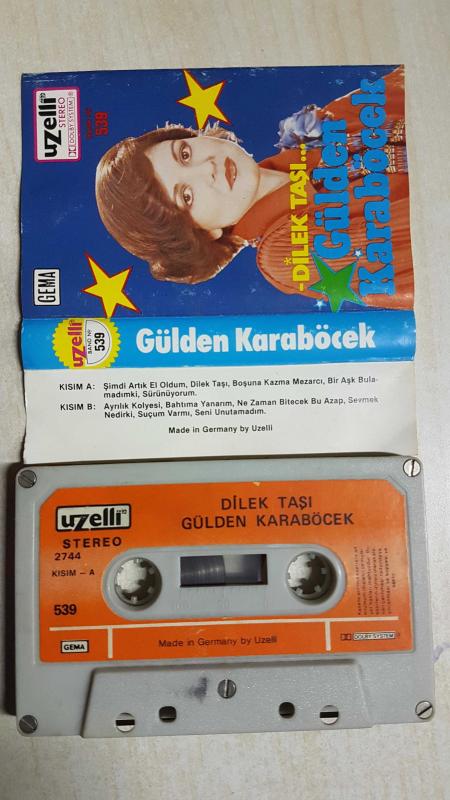 uzelli
STEREO
DOLBY SYSTEM
539
GEMA
-DİLEK TAŞI...
Gülden
Karaböcek
uzelli
BAND NR
539
Gülden Karaböcek
KISIM A: Şimdi Artık El Oldum, Dilek Taşı, Boşuna Kazma Mezarcı, Bir Aşk Bula-
madımki, Sürünüyorum.
KISIM B: Ayrılık Kolyesi, Bahtıma Yanarım, Ne Zaman Bitecek Bu Azap, Sevmek
Nedirki, Suçum Varmı, Seni Unutamadım.
Made in Germany by Uzelli
uzelli
STEREO
2744
KISIM – A
539
DİLEK TAŞI
GÜLDEN KARABÖCEK
GEMA
Made in Germany by Uzelli
DOLBY SYSTEM